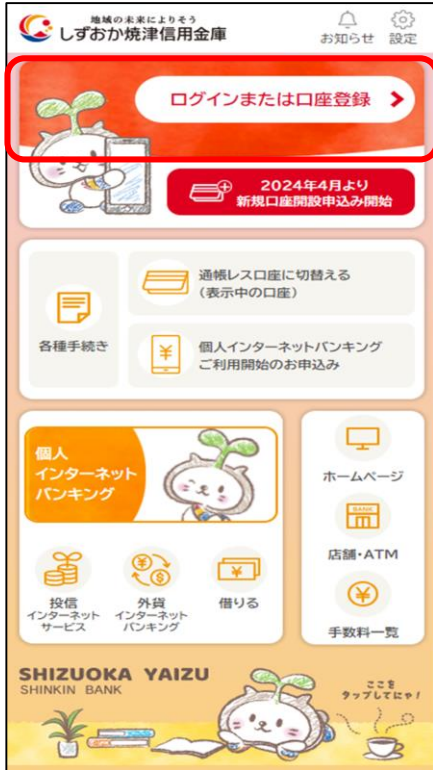 地域の未来によりそう
しずおか焼津信用金庫
お知らせ 設定
ログインまたは口座登録
2024年4月より
新規口座開設申込み開始
各種手続き
通帳レス口座に切替える
(表示中の口座)
個人インターネットバンキング
ご利用開始のお申込み
個人
インターネット
バンキング
投信
インターネット
サービス
外貨
インターネット
バンキング
借りる
ホームページ
BANK
店舗・ATM
手数料一覧
SHIZUOKA YAIZU
SHINKIN BANK
ここを
タップしてにゃ!